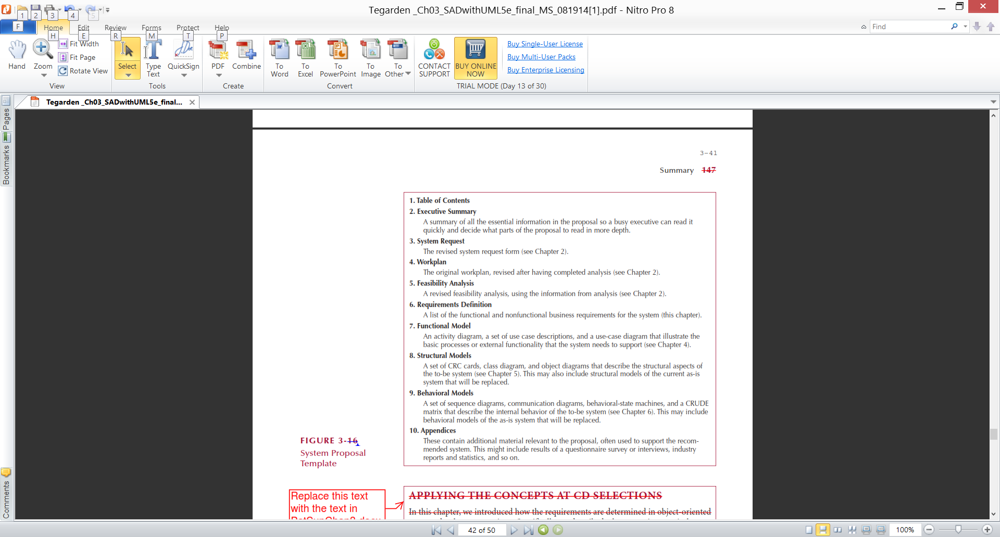 Tegarden _Ch03_SADwithUML5e_final_MS_081914[1].pdf - Nitro Pro 8
1 2 3 4 5
F
Home Edit Review Forms Protect Help
Find
H E R M T P
Hand
Zoom
Fit Width
Fit Page
Rotate View
View
Select
Type Text
QuickSign
Tools
PDF
Combine
Create
To Word
To Excel
To PowerPoint
To Image
To Other
Convert
CONTACT SUPPORT
BUY ONLINE NOW
Buy Single-User License
Buy Multi-User Packs
Buy Enterprise Licensing
TRIAL MODE (Day 13 of 30)
Tegarden _Ch03_SADwithUML5e_final...
Pages
Bookmarks
Comments
3-41
Summary 147
1. Table of Contents
2. Executive Summary
A summary of all the essential information in the proposal so a busy executive can read it
quickly and decide what parts of the proposal to read in more depth.
3. System Request
The revised system request form (see Chapter 2).
4. Workplan
The original workplan, revised after having completed analysis (see Chapter 2).
5. Feasibility Analysis
A revised feasibility analysis, using the information from analysis (see Chapter 2).
6. Requirements Definition
A list of the functional and nonfunctional business requirements for the system (this chapter).
7. Functional Model
An activity diagram, a set of use case descriptions, and a use-case diagram that illustrate the
basic processes or external functionality that the system needs to support (see Chapter 4).
8. Structural Models
A set of CRC cards, class diagram, and object diagrams that describe the structural aspects of
the to-be system (see Chapter 5). This may also include structural models of the current as-is
system that will be replaced.
9. Behavioral Models
A set of sequence diagrams, communication diagrams, behavioral-state machines, and a CRUDE
matrix that describe the internal behavior of the to-be system (see Chapter 6). This may include
behavioral models of the as-is system that will be replaced.
10. Appendices
These contain additional material relevant to the proposal, often used to support the recom-
mended system. This might include results of a questionnaire survey or interviews, industry
reports and statistics, and so on.
FIGURE 3-16
System Proposal
Template
Replace this text
with the text in
APPLYING THE CONCEPTS AT CD SELECTIONS
In this chapter, we introduced how the requirements are determined in object-oriented
42 of 50
100%